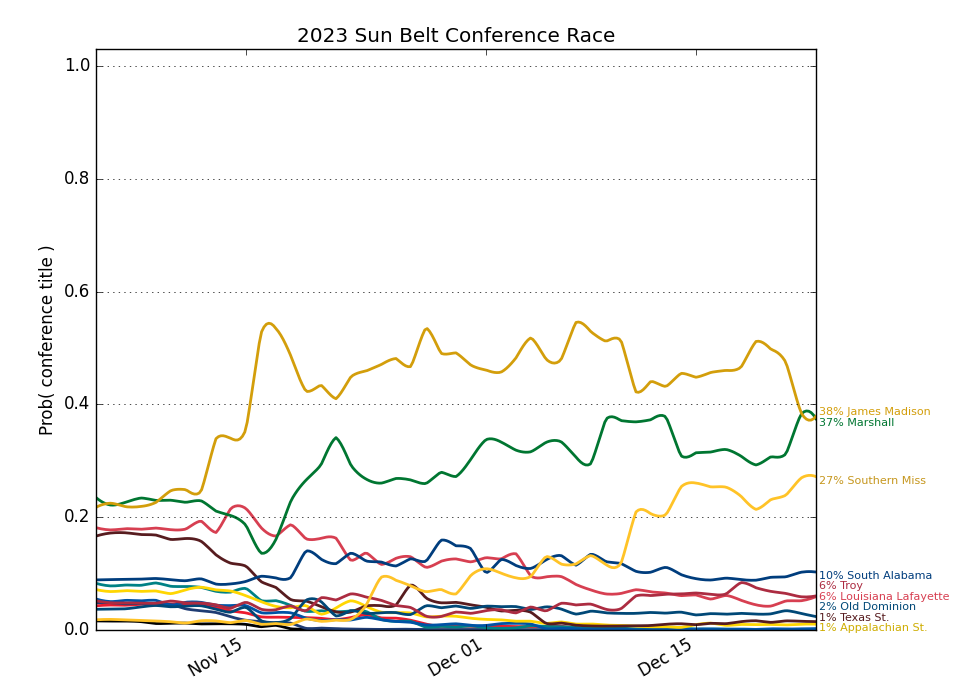 2023 Sun Belt Conference Race
Prob( conference title )
1.0
0.8
0.6
0.4
0.2
0.0
Nov 15
Dec 01
Dec 15
38% James Madison
37% Marshall
27% Southern Miss
10% South Alabama
6% Troy
6% Louisiana Lafayette
2% Old Dominion
1% Texas St.
1% Appalachian St.